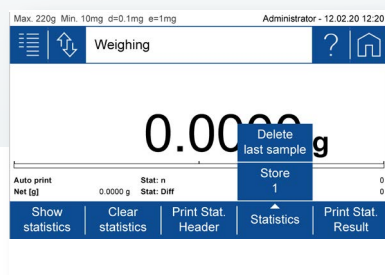 Max. 220g Min. 10mg d=0.1mg e=1mg Administrator - 12.02.20 12:20
Weighing ?
0.00 g
Delete
last sample
Store
1
Auto print Stat: n 0
Net [g] 0.0000 g Stat: Diff 0
Show
statistics
Clear
statistics
Print Stat.
Header
Statistics
Print Stat.
Result